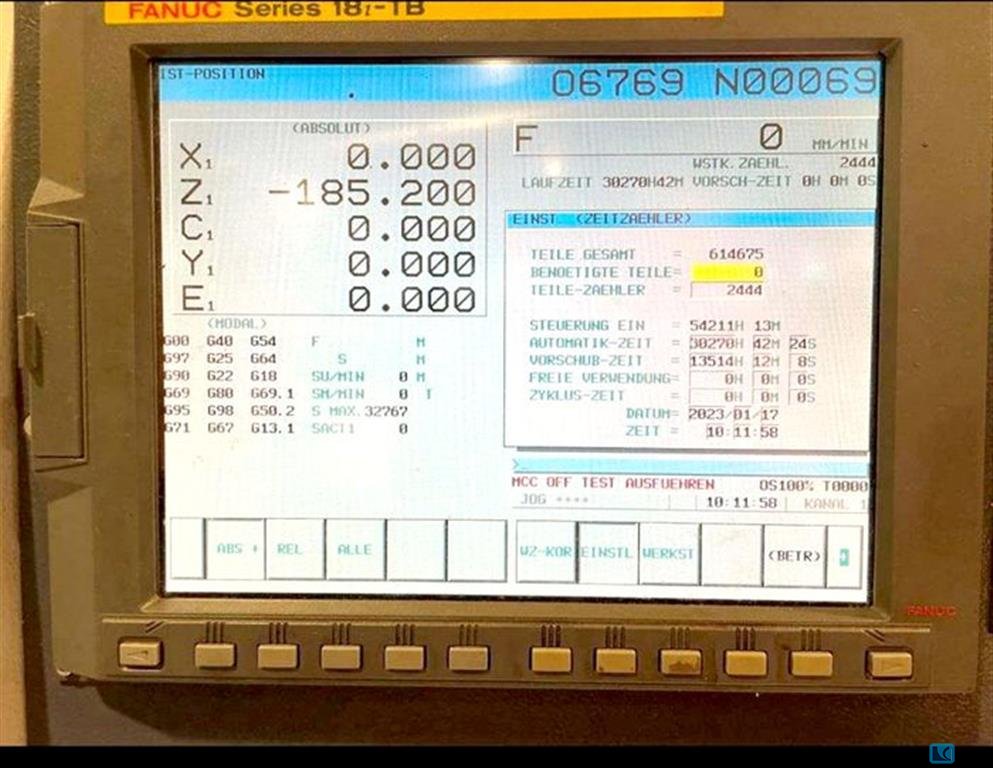 FANUC Series 18i-TB
IST-POSITION
O6769 N00069
(ABSOLUT)
X1 0.000
Z1 -185.200
C1 0.000
Y1 0.000
E1 0.000
F 0 MM/MIN
WSTK.ZAEHL. 2444
LAUFZEIT 30270H42M VORSCH-ZEIT 0H 0M 0S
EINST. (ZEITZAEHLER)
TEILE GESAMT = 614675
BENOETIGTE TEILE= 0
TEILE-ZAEHLER = 2444
STEUERUNG EIN = 54211H 13M
AUTOMATIK-ZEIT = 30270H 42M 24S
VORSCHUB-ZEIT =13514H 12M 8S
FREIE VERWENDUNG= 0H 0M 0S
ZYKLUS-ZEIT = 0H 0M 0S
DATUM= 2023/01/17
ZEIT = 10:11:58
(MODAL)
G00 G40 G54 F M
G97 G25 G64 S M
G90 G22 G18 SU/MIN 0 M
G69 G80 G69.1 SM/MIN 0 T
G95 G98 G50.2 S MAX.32767
G71 G67 G13.1 SACT1 0
>_
MCC OFF TEST AUSFUEHREN OS100% T0000
JOG **** 10:11:58 KANAL 1
ABS + REL ALLE
WZ-KOR EINSTL WERKST (BETR) +
FANUC